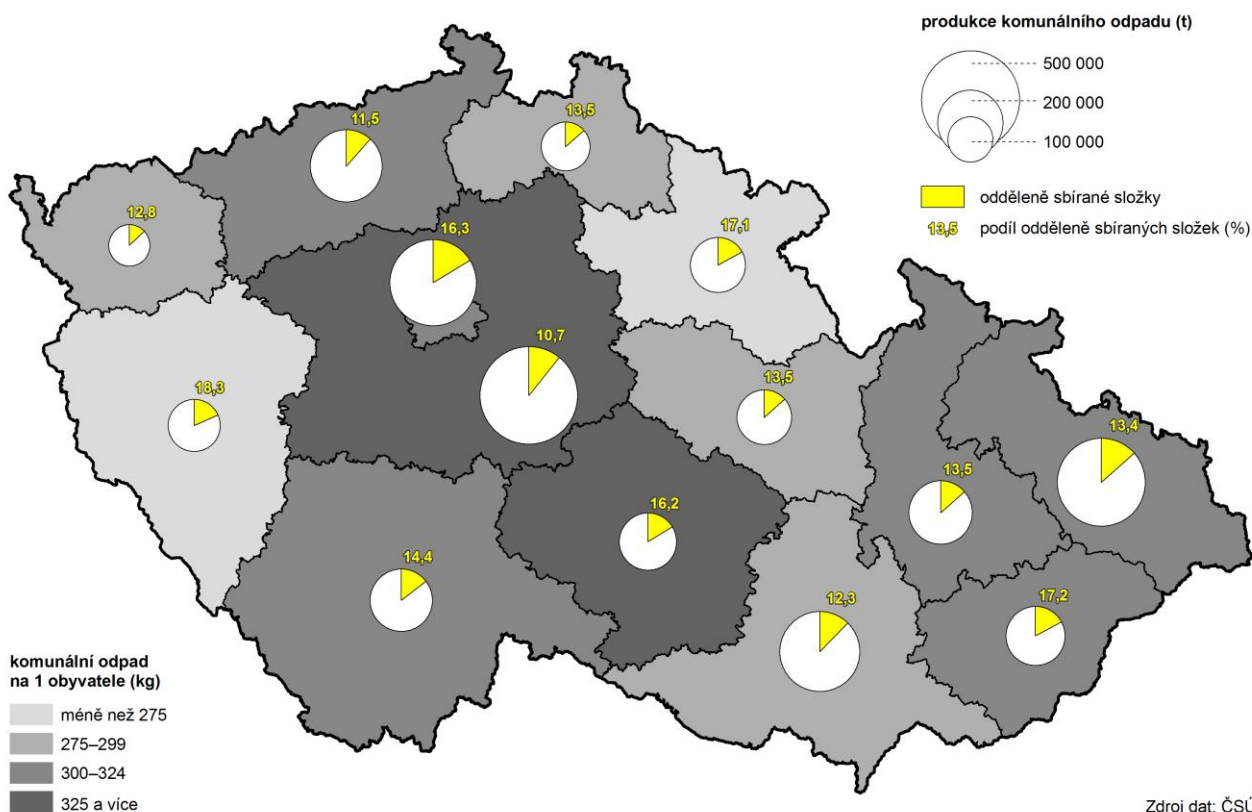 produkce komunálního odpadu (t)
500 000
200 000
100 000
odděleně sbírané složky
13,5 podíl odděleně sbíraných složek (%)
11,5
13,5
12,8
16,3
17,1
10,7
18,3
13,5
13,4
13,5
16,2
14,4
12,3
17,2
komunální odpad
na 1 obyvatele (kg)
méně než 275
275–299
300–324
325 a více
Zdroj dat: ČSÚ